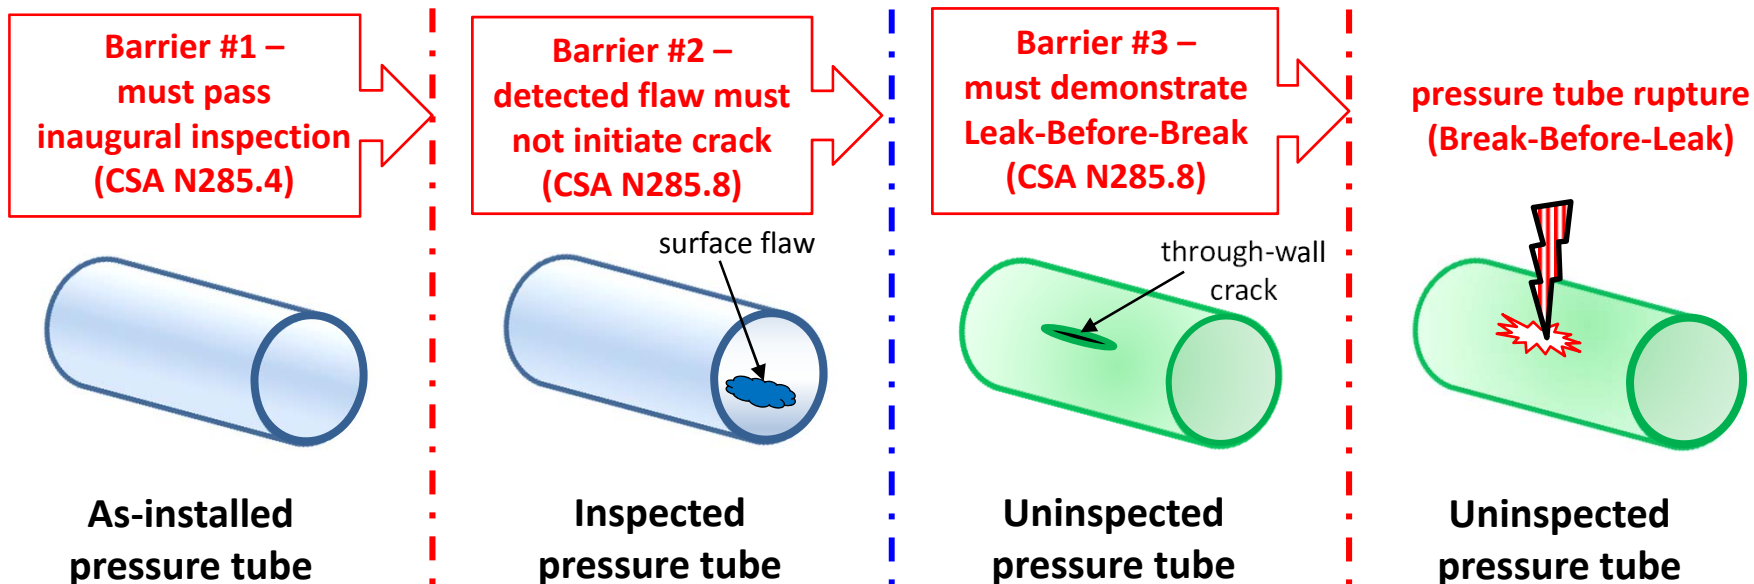 Barrier #1 –
must pass
inaugural inspection
(CSA N285.4)
Barrier #2 –
detected flaw must
not initiate crack
(CSA N285.8)
Barrier #3 –
must demonstrate
Leak-Before-Break
(CSA N285.8)
pressure tube rupture
(Break-Before-Leak)
surface flaw
through-wall
crack
As-installed
pressure tube
Inspected
pressure tube
Uninspected
pressure tube
Uninspected
pressure tube